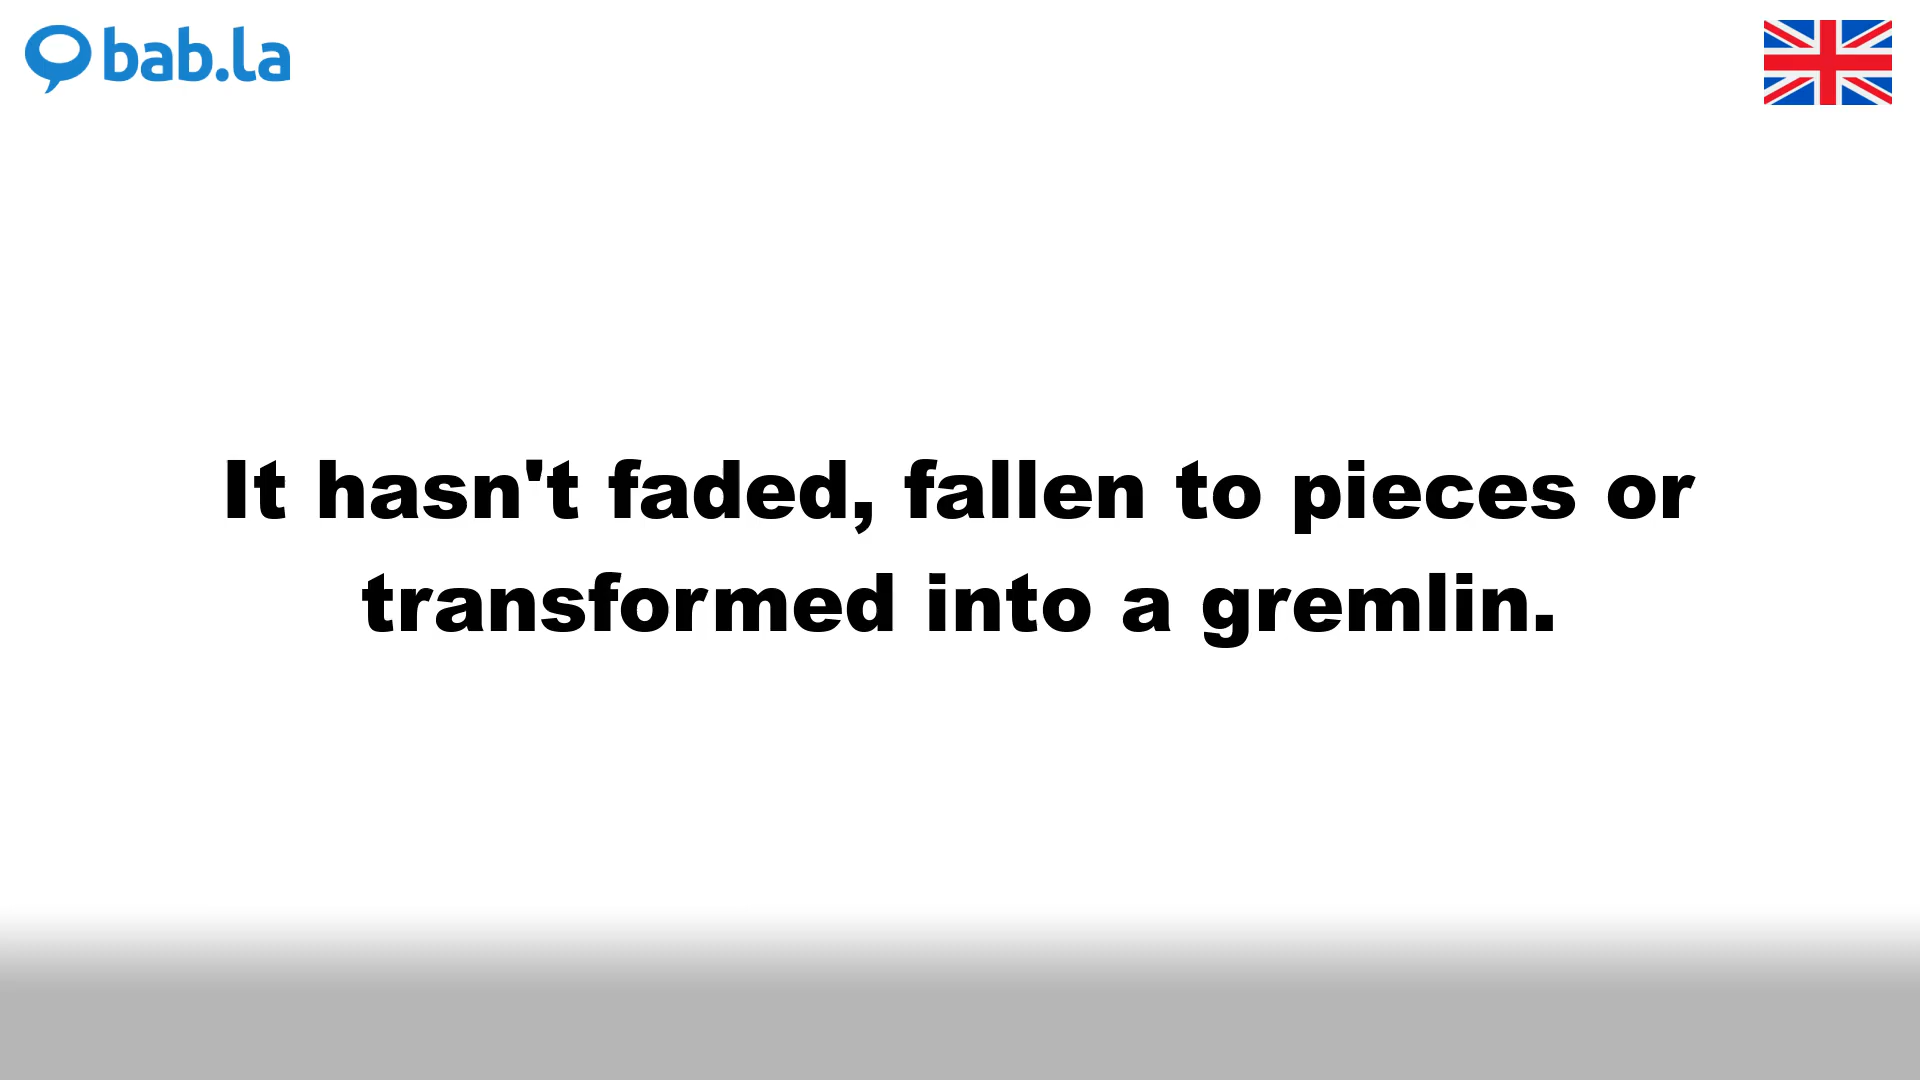 bab.la
It hasn't faded, fallen to pieces or
transformed into a gremlin.